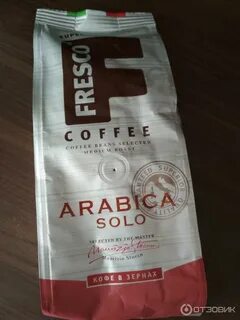 FRESCO
F
COFFEE
COFFEE BEANS SELECTED
MEDIUM ROAST
ARABICA
SOLO
SELECTED BY THE MASTER
КОФЕ В ЗЕРНАХ
ОТЗОВИК